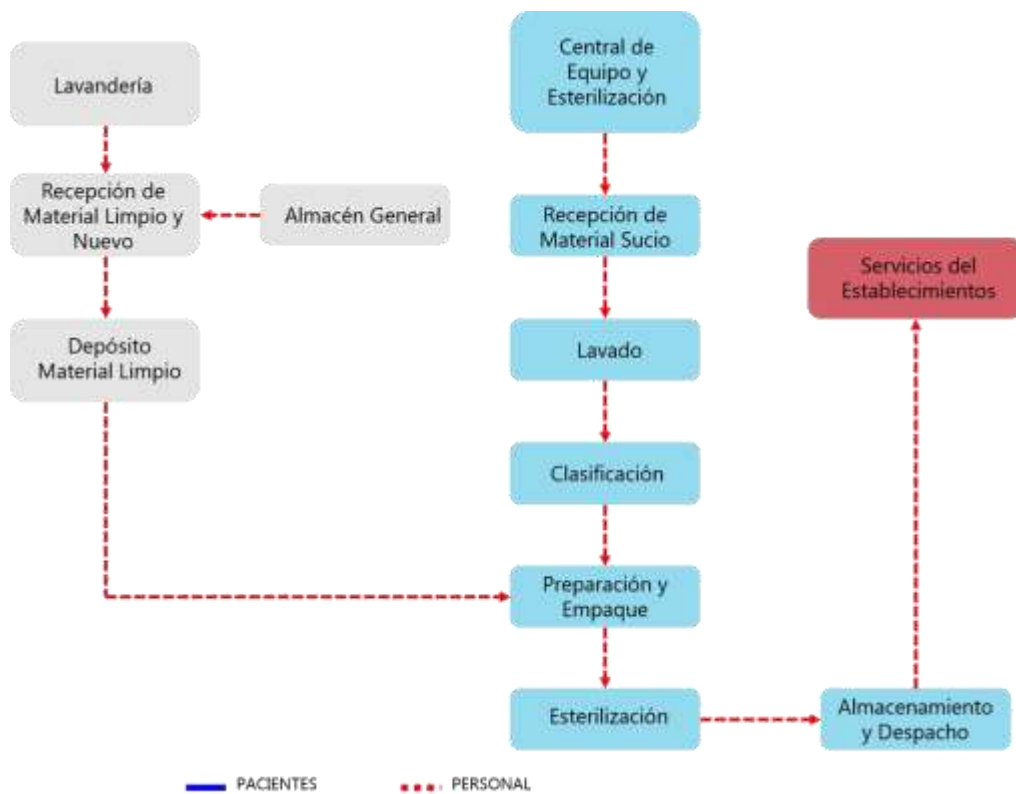 Lavandería
Recepción de
Material Limpio y
Nuevo
Almacén General
Depósito
Material Limpio
Central de
Equipo y
Esterilización
Recepción de
Material Sucio
Lavado
Clasificación
Preparación y
Empaque
Esterilización
Almacenamiento
y Despacho
Servicios del
Establecimientos
PACIENTES
PERSONAL